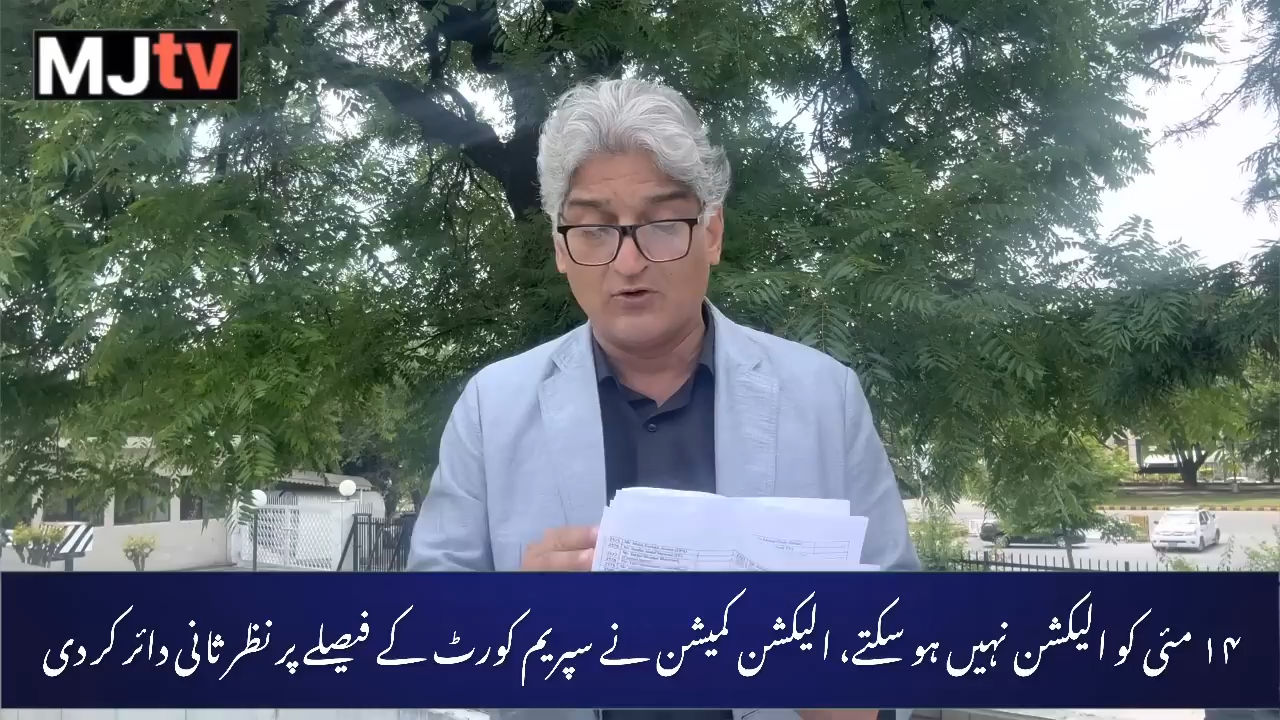 MJtv
۱۴ مئی کو الیکشن نہیں ہو سکتے، الیکشن کمیشن نے سپریم کورٹ کے فیصلے پر نظر ثانی دائر کر دی